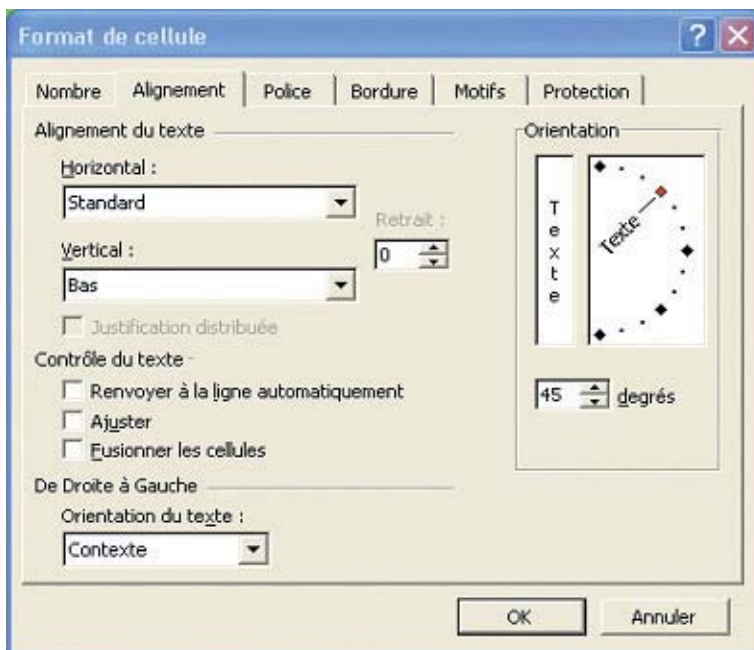 Format de cellule
Nombre Alignement Police Bordure Motifs Protection
Alignement du texte
Horizontal :
Standard
Retrait :
0
Vertical :
Bas
Justification distribuée
Contrôle du texte
Renvoyer à la ligne automatiquement
Ajuster
Fusionner les cellules
De Droite à Gauche
Orientation du texte :
Contexte
Orientation
Texte
Texte
45 degrés
OK Annuler